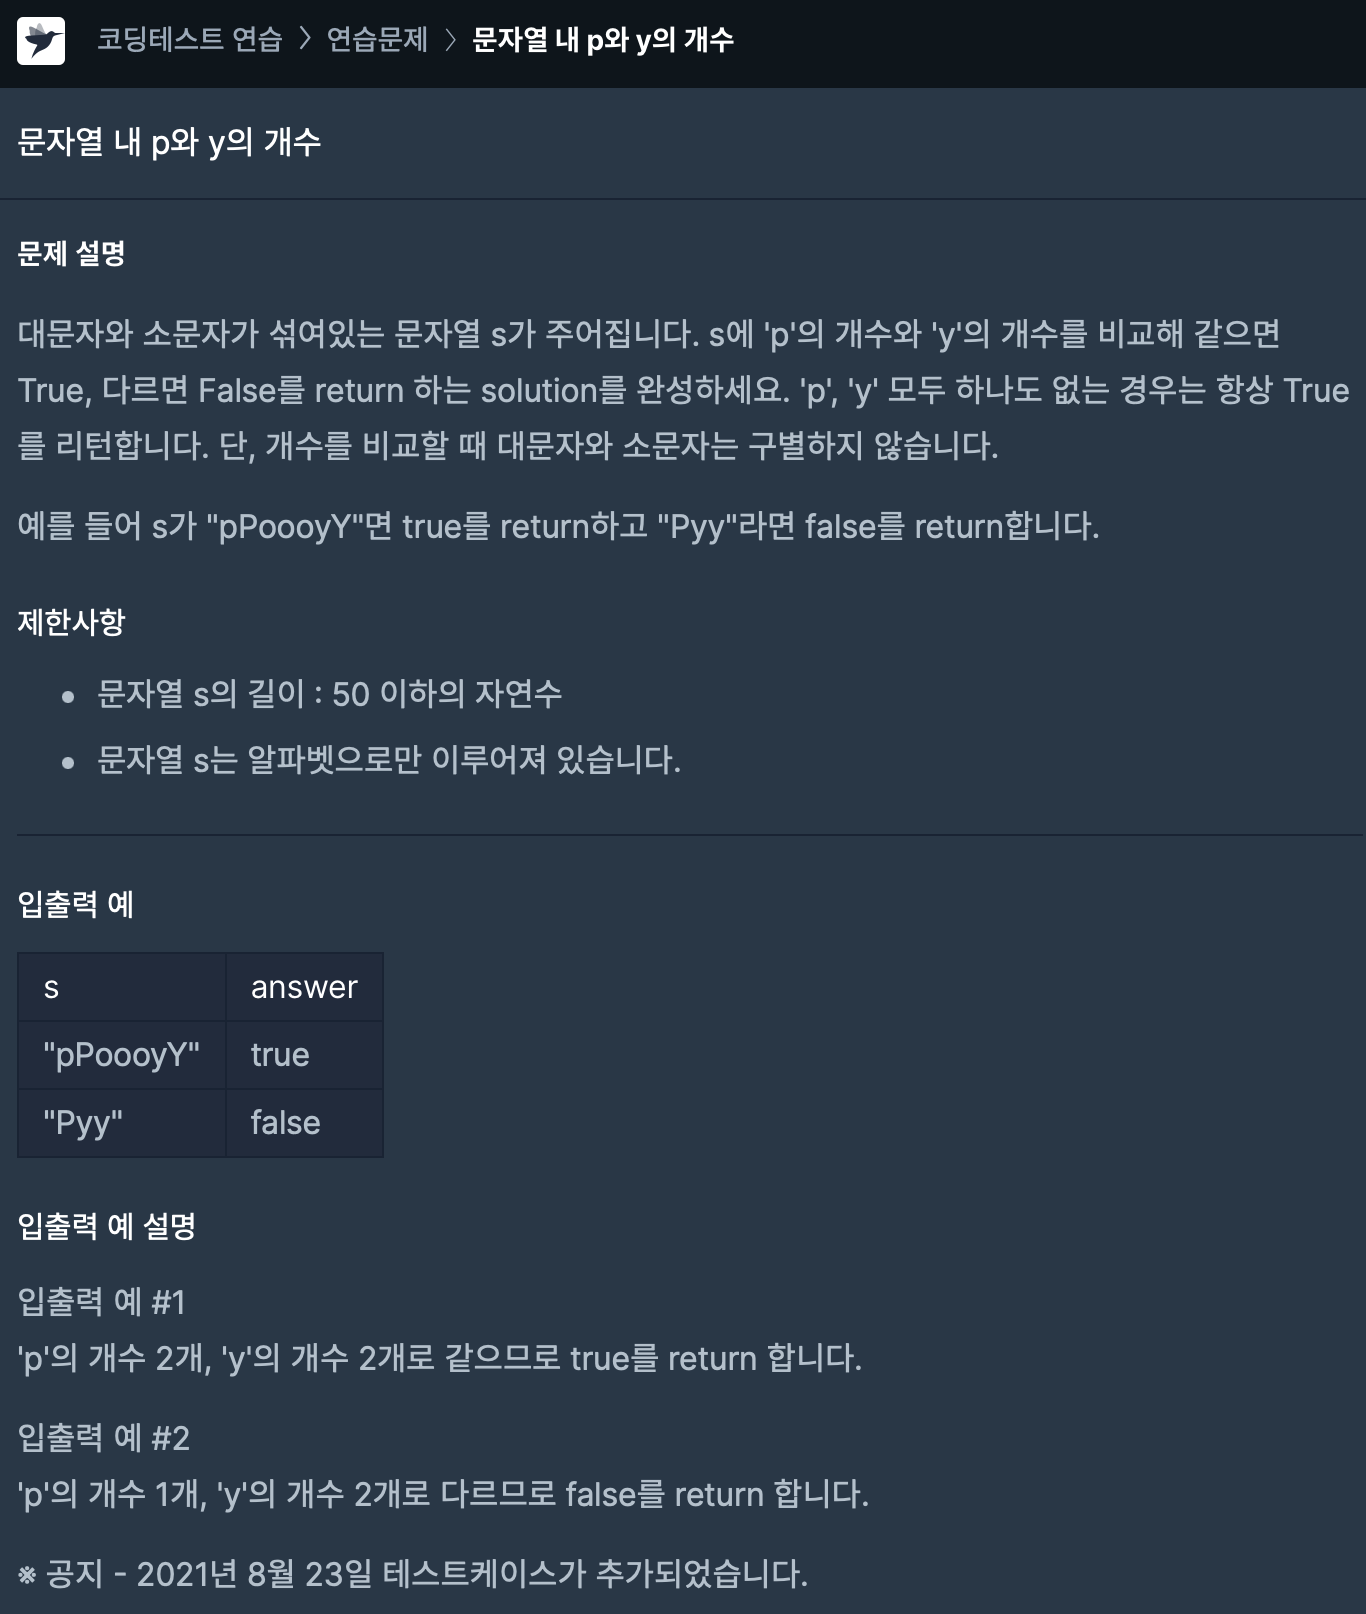 코딩테스트 연습 > 연습문제 > 문자열 내 p와 y의 개수
문자열 내 p와 y의 개수
문제 설명
대문자와 소문자가 섞여있는 문자열 s가 주어집니다. s에 'p'의 개수와 'y'의 개수를 비교해 같으면
True, 다르면 False를 return 하는 solution를 완성하세요. 'p', 'y' 모두 하나도 없는 경우는 항상 True
를 리턴합니다. 단, 개수를 비교할 때 대문자와 소문자는 구별하지 않습니다.
예를 들어 s가 "pPoooyY"면 true를 return하고 "Pyy"라면 false를 return합니다.
제한사항
• 문자열 s의 길이 : 50 이하의 자연수
• 문자열 s는 알파벳으로만 이루어져 있습니다.
입출력 예
s answer
"pPoooyY" true
"Pyy" false
입출력 예 설명
입출력 예 #1
'p'의 개수 2개, 'y'의 개수 2개로 같으므로 true를 return 합니다.
입출력 예 #2
'p'의 개수 1개, 'y'의 개수 2개로 다르므로 false를 return 합니다.
※ 공지 - 2021년 8월 23일 테스트케이스가 추가되었습니다.